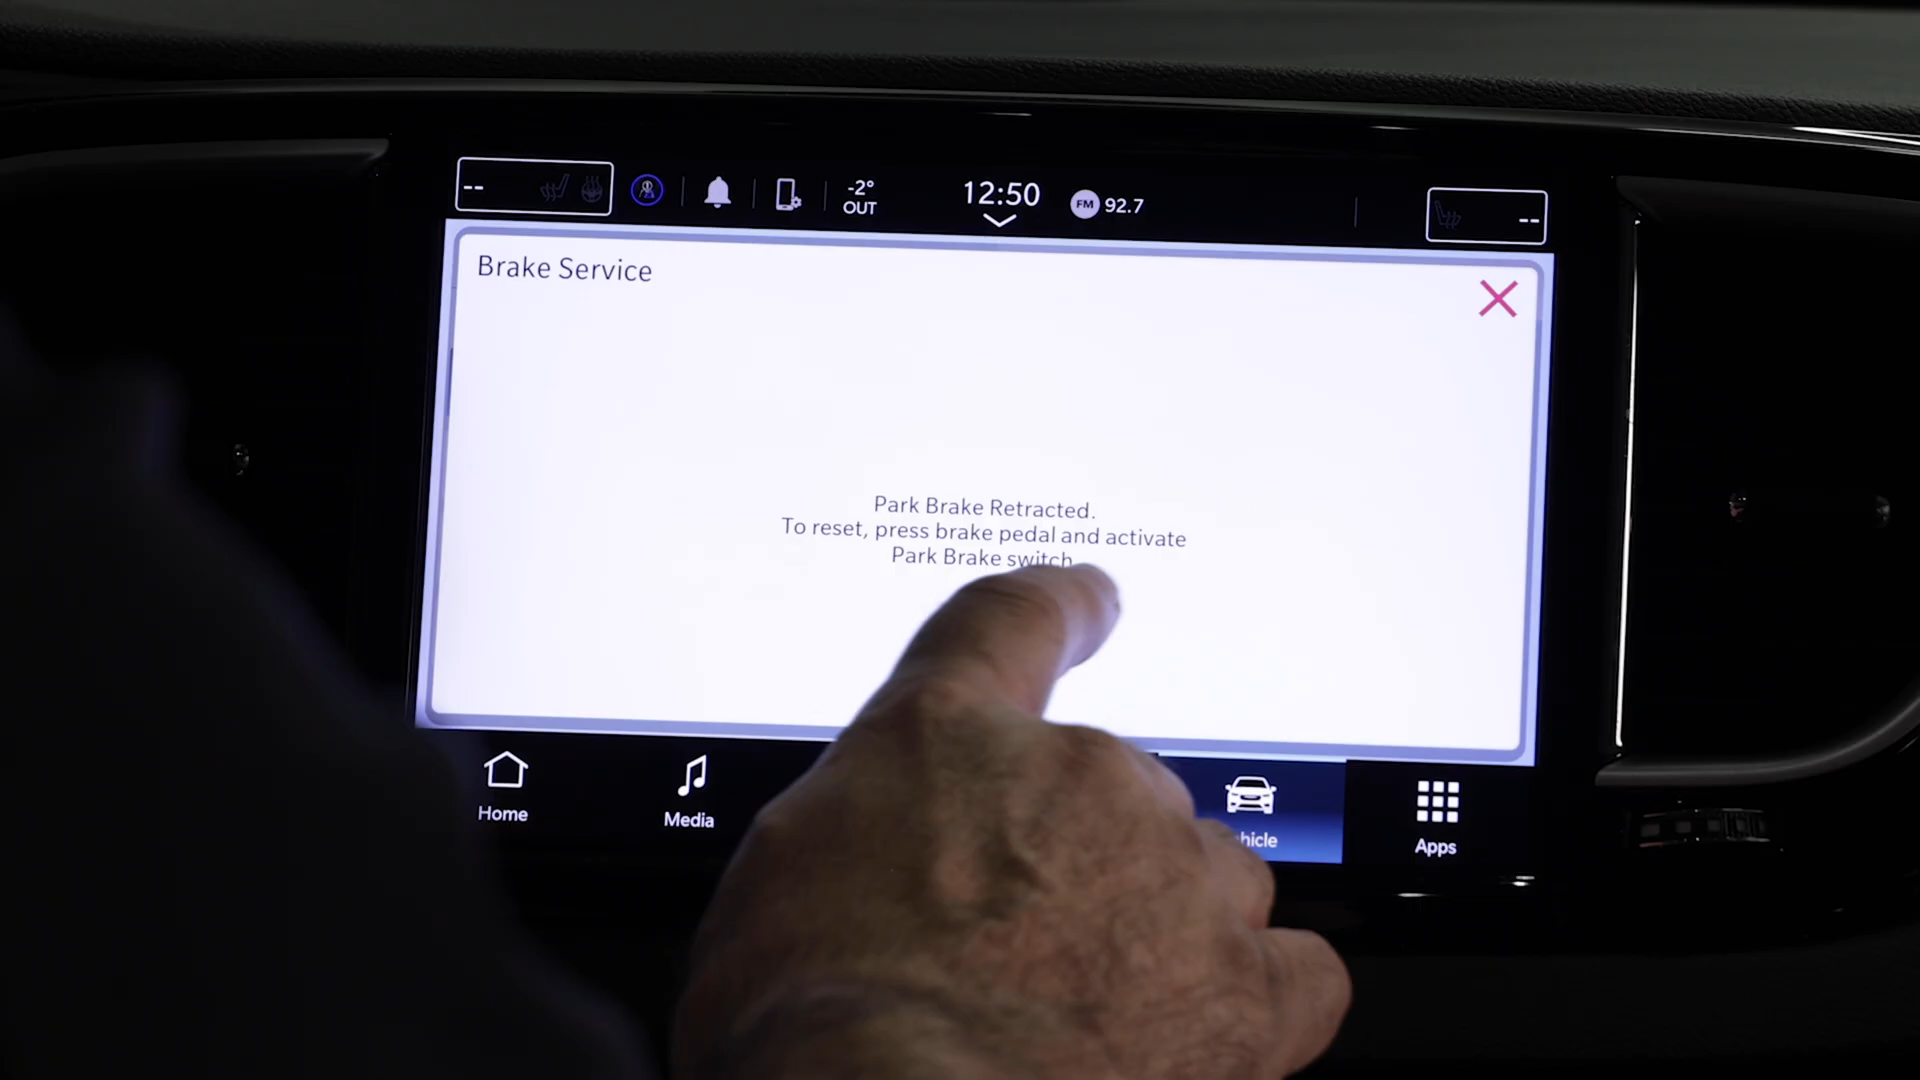 --
-2°
OUT
12:50
FM 92.7
--
Brake Service
Park Brake Retracted.
To reset, press brake pedal and activate
Park Brake switch
Home
Media
hicle
Apps